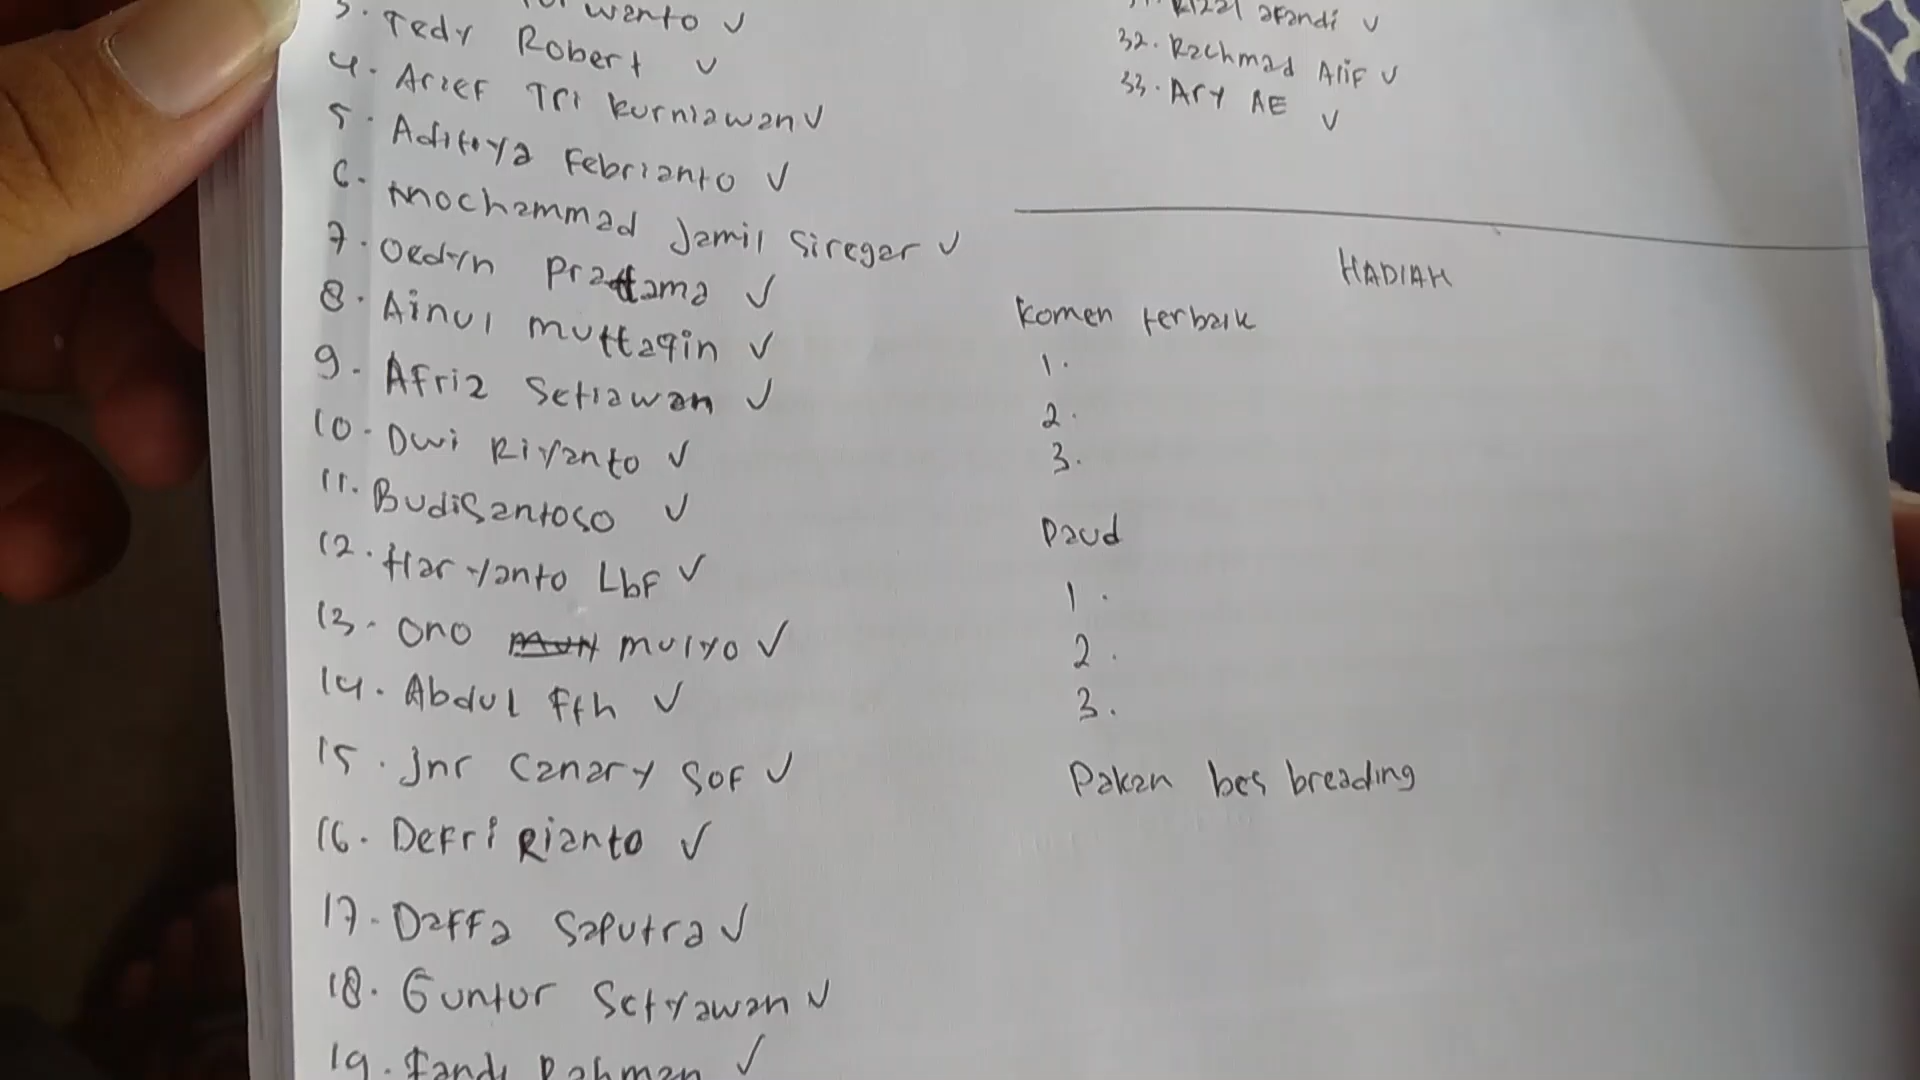 wanto ✓
3. Tedy Robert ✓
4. Arief Tri Kurniawan ✓
5. Aditya Febrianto ✓
6. Mochammad Jamil Siregar ✓
7. Oedyn Prattama ✓
8. Ainul muttaqin ✓
9. Afriz Setiawan ✓
10. Dwi Riyanto ✓
11. Budisantoso ✓
12. Haryanto Lbf ✓
13. Ono mulyo ✓
14. Abdul Fth ✓
15. Jnr Canary Sof ✓
16. Defri Rianto ✓
17. Daffa Saputra ✓
18. Guntur Setyawan ✓
19. Fandi Rahman ✓
afandi ✓
32. Rachmad Alif ✓
33. Ary AE ✓
HADIAH
Komen terbaik
1.
2.
3.
Paud
1.
2.
3.
Pakan bes breading